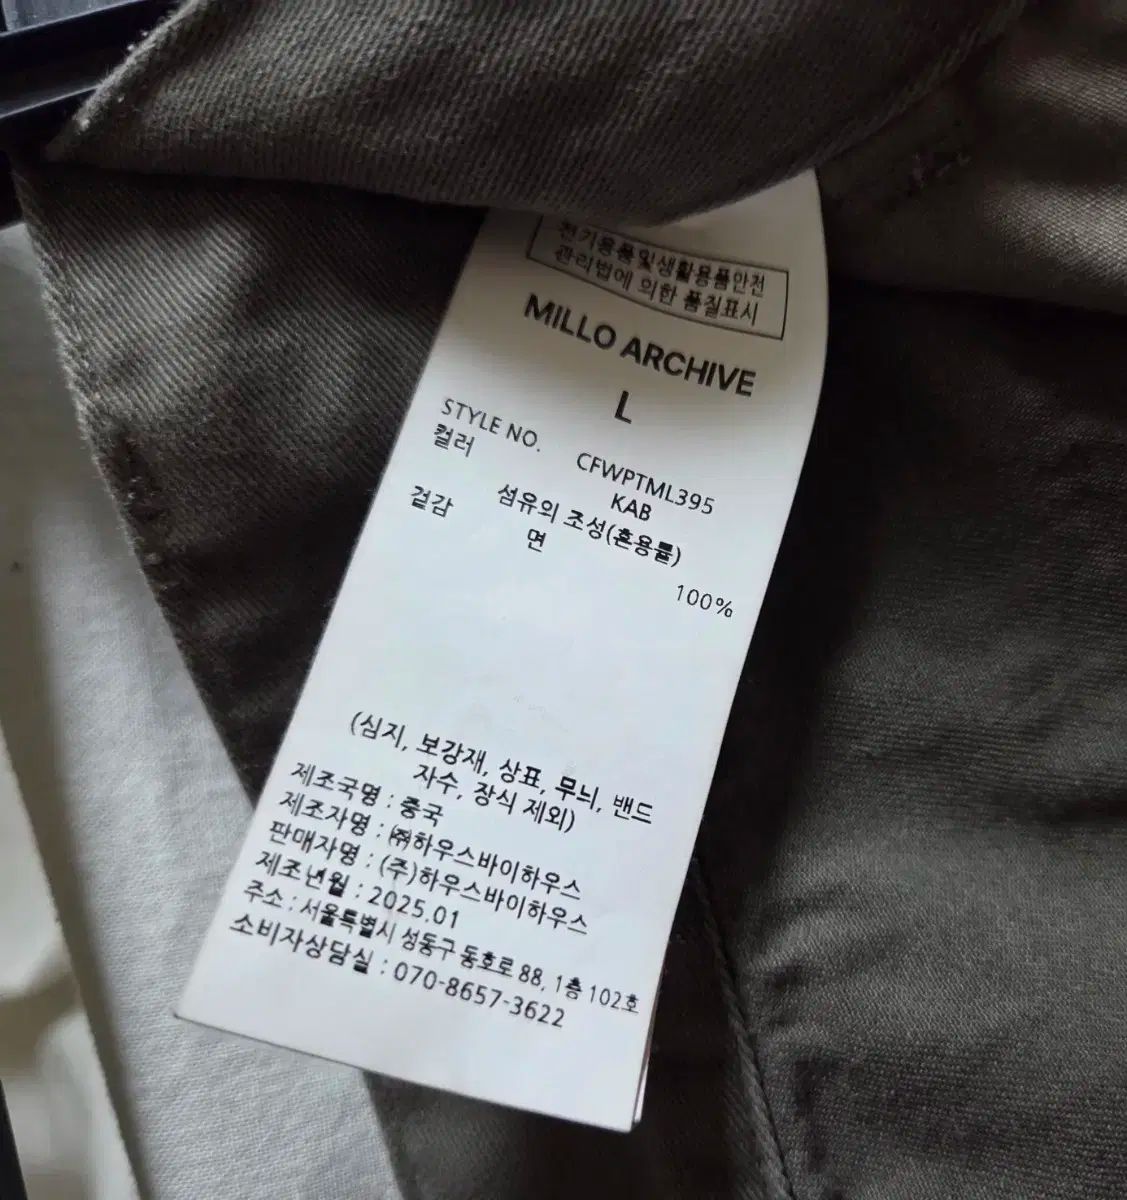 전기용품및생활용품안전
관리법에 의한 품질표시
MILLO ARCHIVE
L
STYLE NO. CFWPTML395
컬러 KAB
섬유의 조성(혼용률)
겉감 면 100%
(심지, 보강재, 상표, 무늬, 밴드
자수, 장식 제외)
제조국명 : 중국
제조자명 : ㈜하우스바이하우스
판매자명 : (주)하우스바이하우스
제조년월 : 2025.01
주소 : 서울특별시 성동구 동호로 88, 1층 102호
소비자상담실 : 070-8657-3622